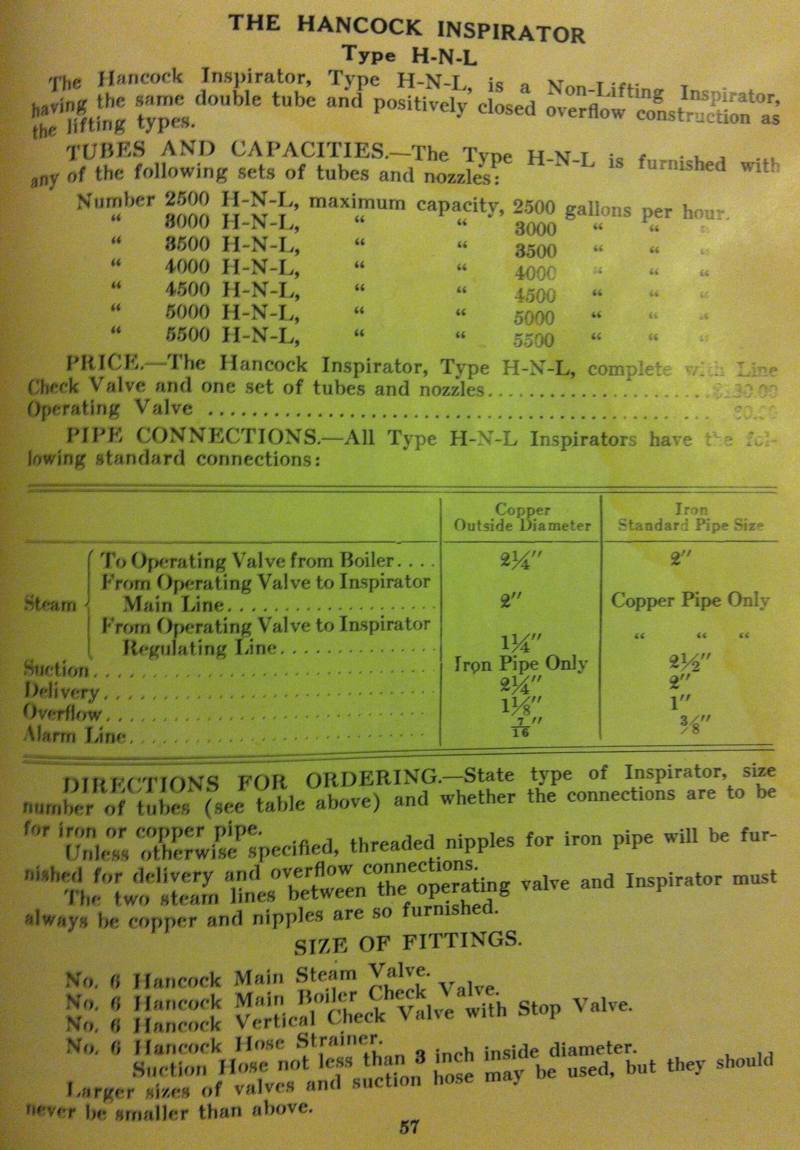 THE HANCOCK INSPIRATOR
Type H-N-L
The Hancock Inspirator, Type H-N-L, is a Non-Lifting Inspirator,
having the same double tube and positively closed overflow construction as
the lifting types.
TUBES AND CAPACITIES.—The Type H-N-L is furnished with
any of the following sets of tubes and nozzles:
Number 2500 H-N-L, maximum capacity, 2500 gallons per hour.
“ 3000 H-N-L, “ “ 3000 “ “ “
“ 3500 H-N-L, “ “ 3500 “ “ “
“ 4000 H-N-L, “ “ 4000 “ “ “
“ 4500 H-N-L, “ “ 4500 “ “ “
“ 5000 H-N-L, “ “ 5000 “ “ “
“ 5500 H-N-L, “ “ 5500 “ “ “
PRICE.—The Hancock Inspirator, Type H-N-L, complete with Line
Check Valve and one set of tubes and nozzles
Operating Valve
PIPE CONNECTIONS.—All Type H-N-L Inspirators have the fol-
lowing standard connections:
Copper Outside Diameter
Iron Standard Pipe Size
Steam
To Operating Valve from Boiler.... 2¼″ 2″
From Operating Valve to Inspirator
Main Line.................... 2″ Copper Pipe Only
From Operating Valve to Inspirator
Regulating Line.............. 1¼″ “ “ “
Suction.............................. Iron Pipe Only 2½″
Delivery............................. 2¼″ 2″
Overflow............................. 1⅛″ 1″
Alarm Line........................... 7/16″ ⅜″
DIRECTIONS FOR ORDERING.—State type of Inspirator, size
number of tubes (see table above) and whether the connections are to be
for iron or copper pipe.
Unless otherwise specified, threaded nipples for iron pipe will be fur-
nished for delivery and overflow connections.
The two steam lines between the operating valve and Inspirator must
always be copper and nipples are so furnished.
SIZE OF FITTINGS.
No. 6 Hancock Main Steam Valve.
No. 6 Hancock Main Boiler Check Valve.
No. 6 Hancock Vertical Check Valve with Stop Valve.
No. 6 Hancock Hose Strainer.
Suction Hose not less than 3 inch inside diameter.
Larger sizes of valves and suction hose may be used, but they should
never be smaller than above.
57